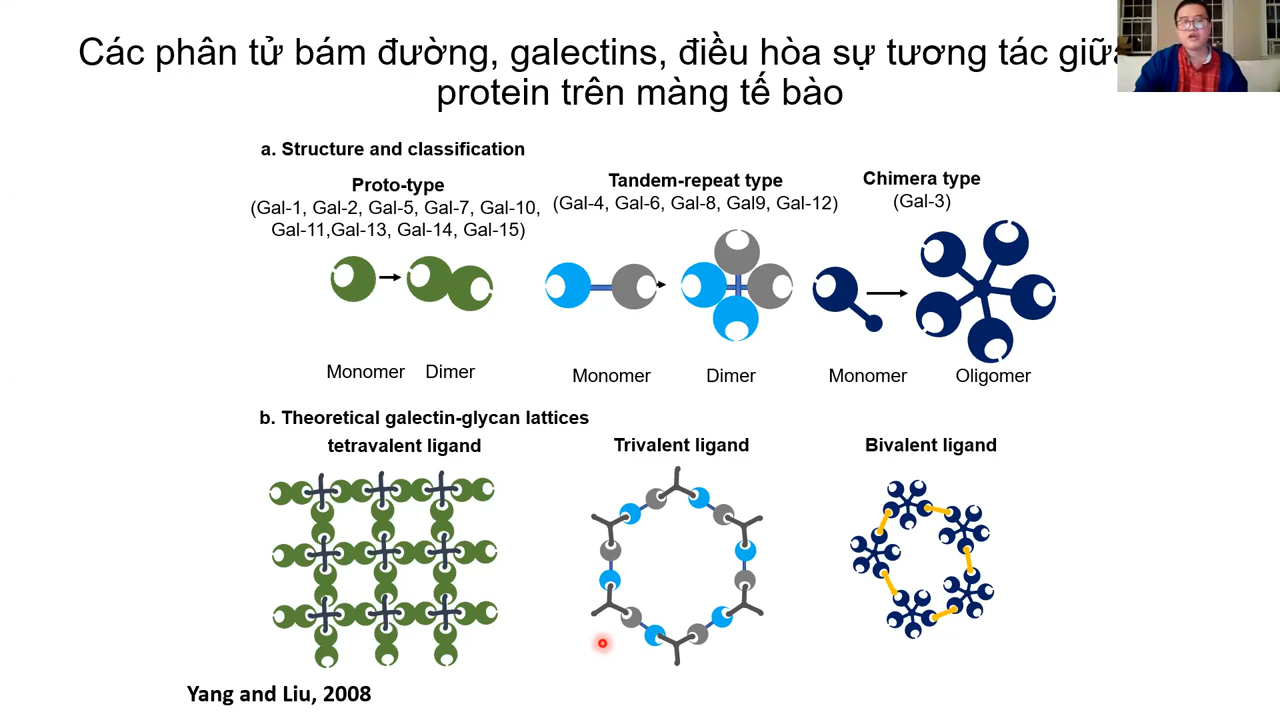 Các phân tử bám đường, galectins, điều hòa sự tương tác giữa
protein trên màng tế bào
a. Structure and classification
Proto-type
(Gal-1, Gal-2, Gal-5, Gal-7, Gal-10,
Gal-11,Gal-13, Gal-14, Gal-15)
Monomer Dimer
Tandem-repeat type
(Gal-4, Gal-6, Gal-8, Gal9, Gal-12)
Monomer Dimer
Chimera type
(Gal-3)
Monomer Oligomer
b. Theoretical galectin-glycan lattices
tetravalent ligand
Trivalent ligand
Bivalent ligand
Yang and Liu, 2008